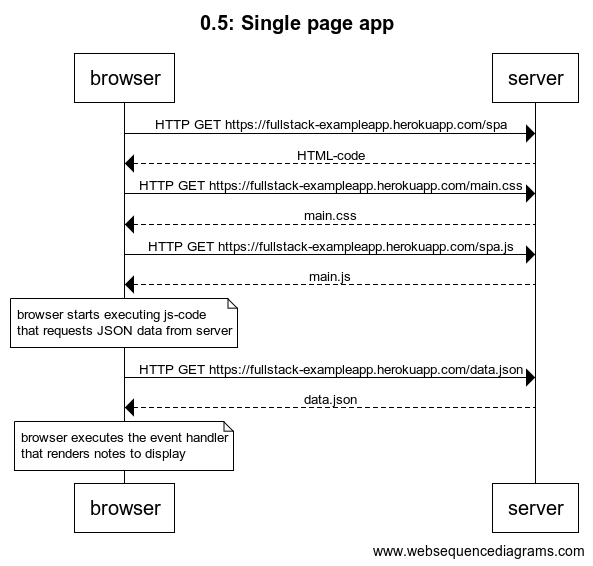 0.5: Single page app
browser
server
HTTP GET https://fullstack-exampleapp.herokuapp.com/spa
HTML-code
HTTP GET https://fullstack-exampleapp.herokuapp.com/main.css
main.css
HTTP GET https://fullstack-exampleapp.herokuapp.com/spa.js
main.js
browser starts executing js-code
that requests JSON data from server
HTTP GET https://fullstack-exampleapp.herokuapp.com/data.json
data.json
browser executes the event handler
that renders notes to display
browser
server
www.websequencediagrams.com